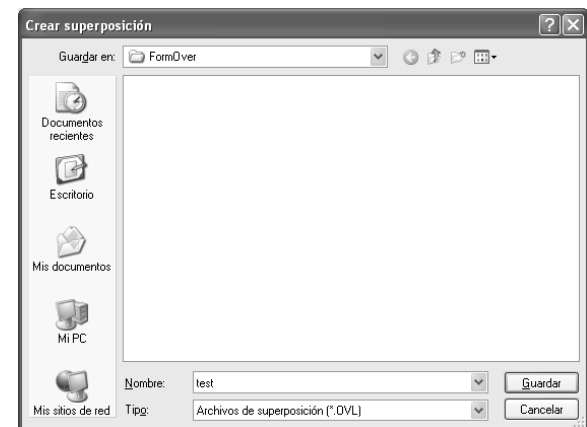 Crear superposición
Guardar en: FormOver
Documentos
recientes
Escritorio
Mis documentos
Mi PC
Mis sitios de red
Nombre: test Guardar
Tipo: Archivos de superposición (*.OVL) Cancelar